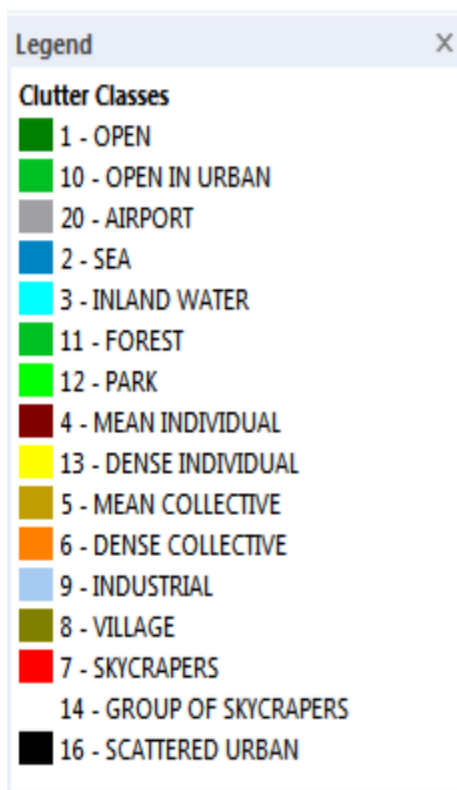 Legend X
Clutter Classes
1 - OPEN
10 - OPEN IN URBAN
20 - AIRPORT
2 - SEA
3 - INLAND WATER
11 - FOREST
12 - PARK
4 - MEAN INDIVIDUAL
13 - DENSE INDIVIDUAL
5 - MEAN COLLECTIVE
6 - DENSE COLLECTIVE
9 - INDUSTRIAL
8 - VILLAGE
7 - SKYCRAPERS
14 - GROUP OF SKYCRAPERS
16 - SCATTERED URBAN